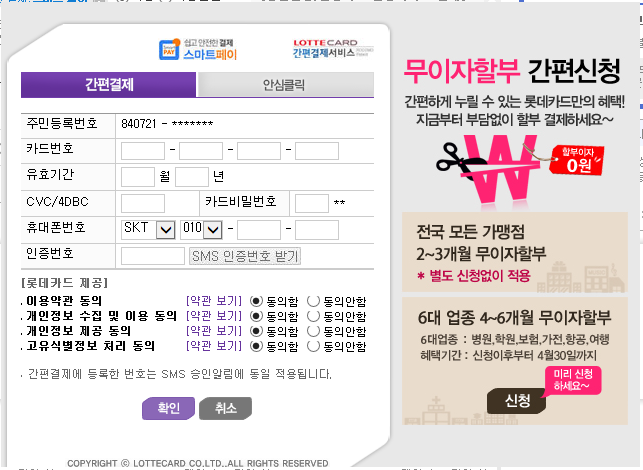 쉽고 안전한 결제
스마트페이
LOTTECARD
간편결제서비스
간편결제
안심클릭
주민등록번호 840721 - *******
카드번호 - - -
유효기간 월 년
CVC/4DBC 카드비밀번호 **
휴대폰번호 SKT 010 - -
인증번호 SMS 인증번호 받기
[롯데카드 제공]
. 이용약관 동의 [약관 보기] 동의함 동의안함
. 개인정보 수집 및 이용 동의 [약관 보기] 동의함 동의안함
. 개인정보 제공 동의 [약관 보기] 동의함 동의안함
. 고유식별정보 처리 동의 [약관 보기] 동의함 동의안함
. 간편결제에 등록한 번호는 SMS 승인알림에 동일 적용됩니다.
확인 취소
COPYRIGHT ⓒ LOTTECARD CO.LTD.,ALL RIGHTS RESERVED
무이자할부 간편신청
간편하게 누릴 수 있는 롯데카드만의 혜택!
지금부터 부담없이 할부 결제하세요~
할부이자
0원
전국 모든 가맹점
2~3개월 무이자할부
* 별도 신청없이 적용
6대 업종 4~6개월 무이자할부
6대업종 : 병원,학원,보험,가전,항공,여행
혜택기간 : 신청이후부터 4월30일까지
미리 신청
하세요~
신청